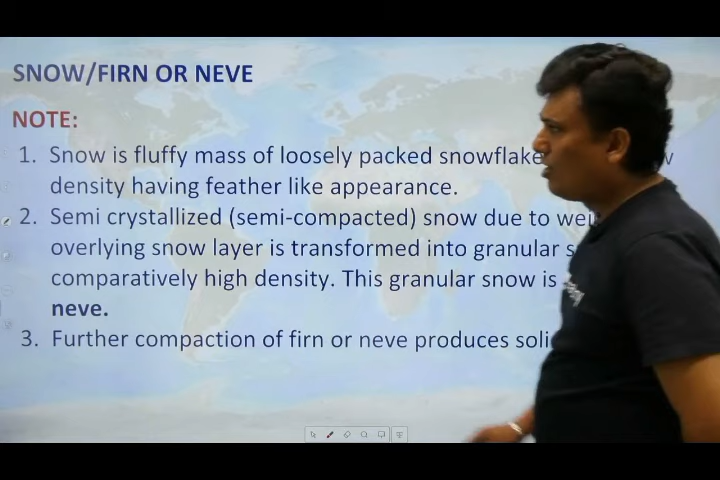 SNOW/FIRN OR NEVE
NOTE:
1. Snow is fluffy mass of loosely packed
density having feather like appearance.
2. Semi crystallized (semi-compacted) snow due to
overlying snow layer is transformed into granular
comparatively high density. This granular snow is
neve.
3. Further compaction of firn or neve produces